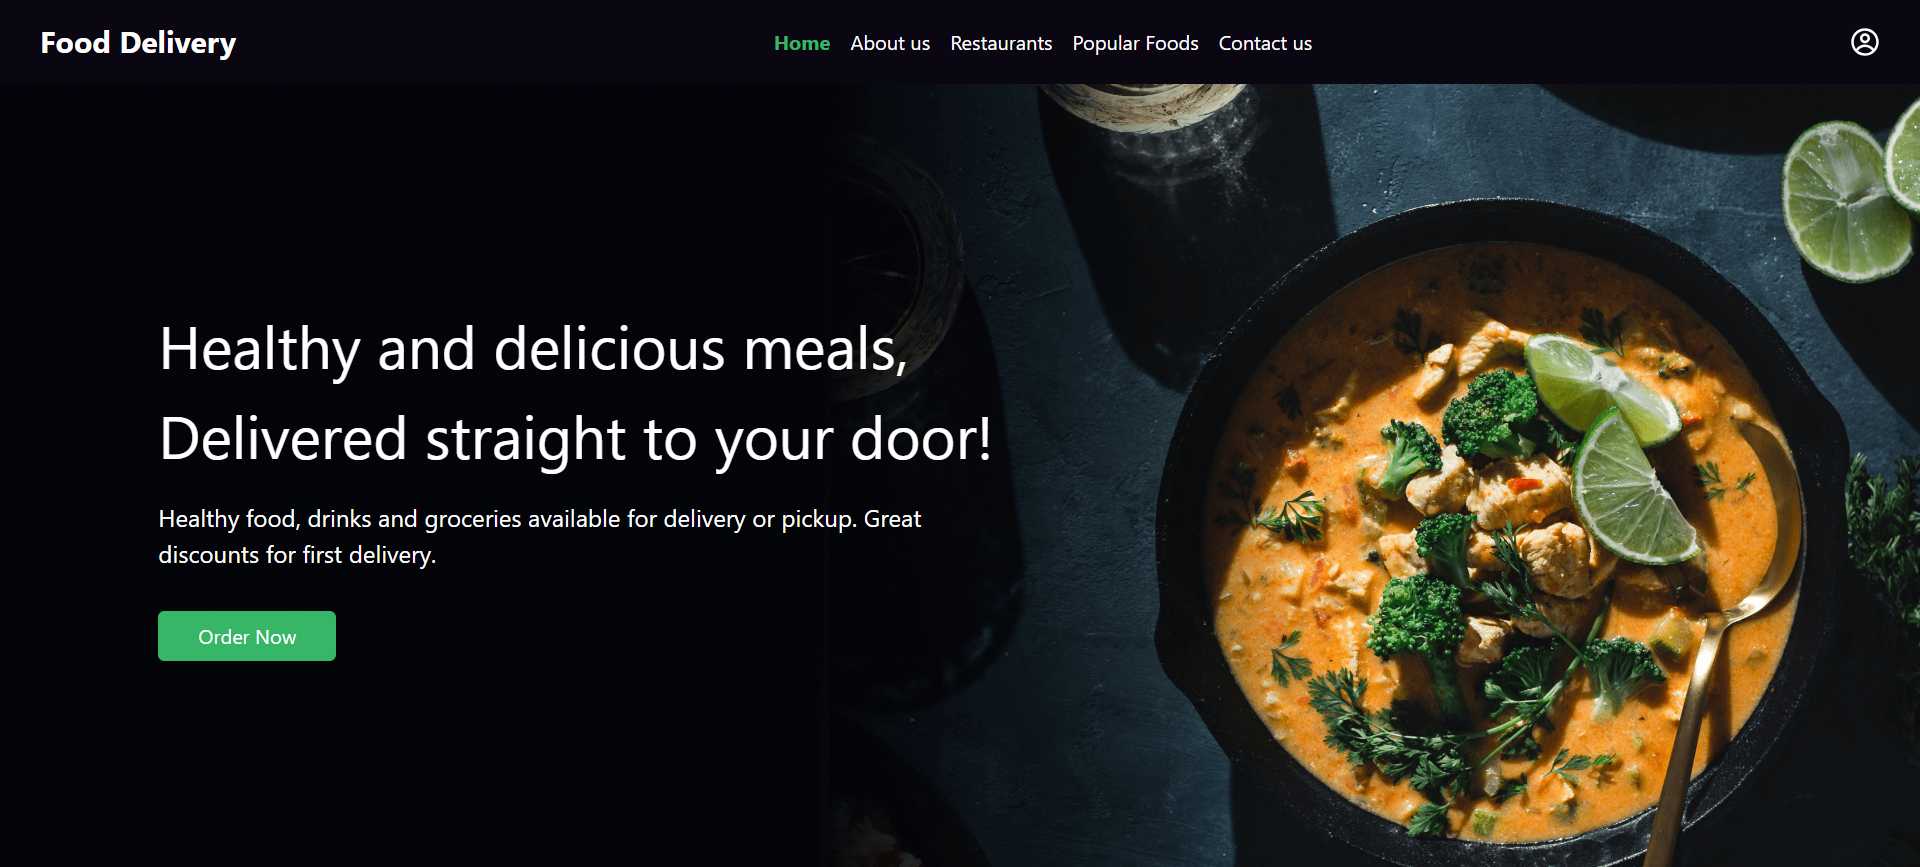 Food Delivery
Home About us Restaurants Popular Foods Contact us
Healthy and delicious meals,
Delivered straight to your door!
Healthy food, drinks and groceries available for delivery or pickup. Great
discounts for first delivery.
Order Now